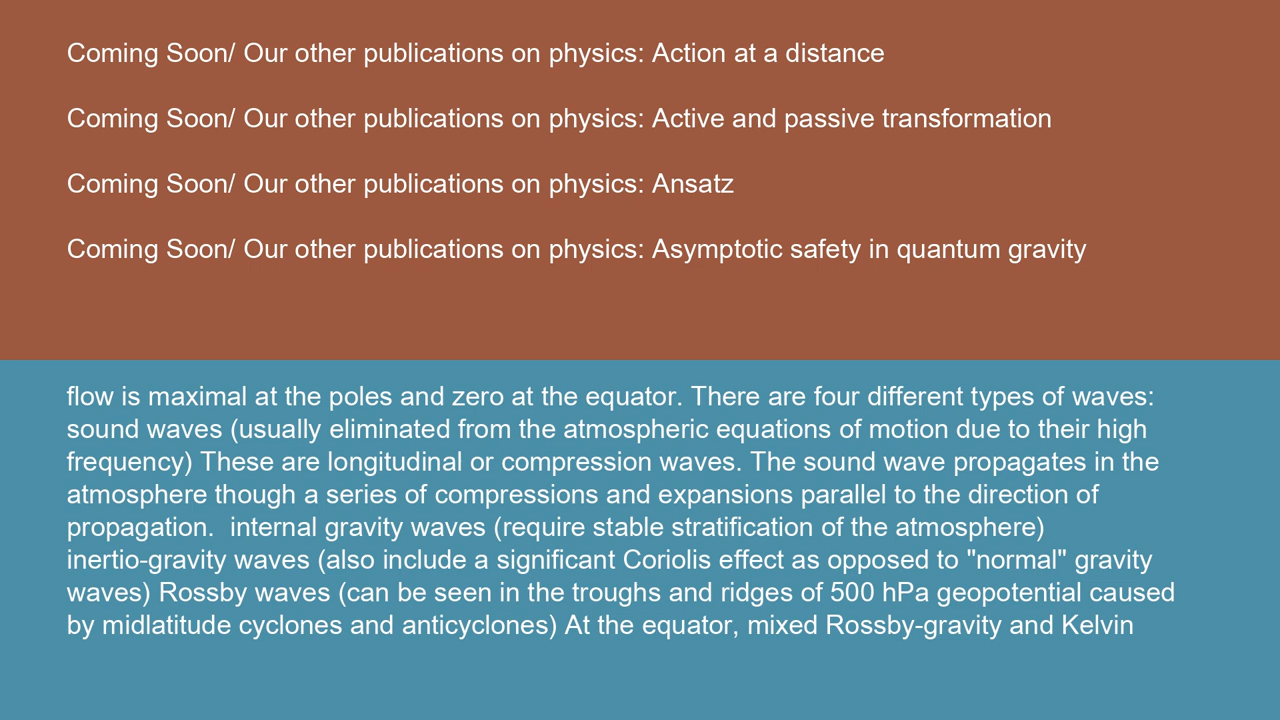 Coming Soon/ Our other publications on physics: Action at a distance
Coming Soon/ Our other publications on physics: Active and passive transformation
Coming Soon/ Our other publications on physics: Ansatz
Coming Soon/ Our other publications on physics: Asymptotic safety in quantum gravity
flow is maximal at the poles and zero at the equator. There are four different types of waves:
sound waves (usually eliminated from the atmospheric equations of motion due to their high
frequency) These are longitudinal or compression waves. The sound wave propagates in the
atmosphere though a series of compressions and expansions parallel to the direction of
propagation.  internal gravity waves (require stable stratification of the atmosphere)
inertio-gravity waves (also include a significant Coriolis effect as opposed to "normal" gravity
waves) Rossby waves (can be seen in the troughs and ridges of 500 hPa geopotential caused
by midlatitude cyclones and anticyclones) At the equator, mixed Rossby-gravity and Kelvin